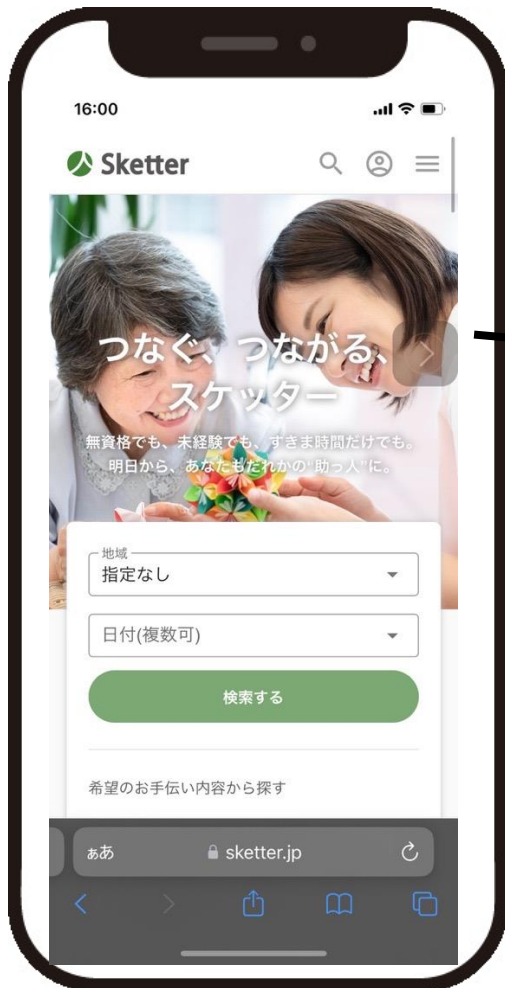 16:00
Sketter
つなぐ、つながる、
スケッター
無資格でも、未経験でも、すきま時間だけでも。
明日から、あなたもだれかの"助っ人"に。
地域
指定なし
日付(複数可)
検索する
希望のお手伝い内容から探す
ぁあ
sketter.jp